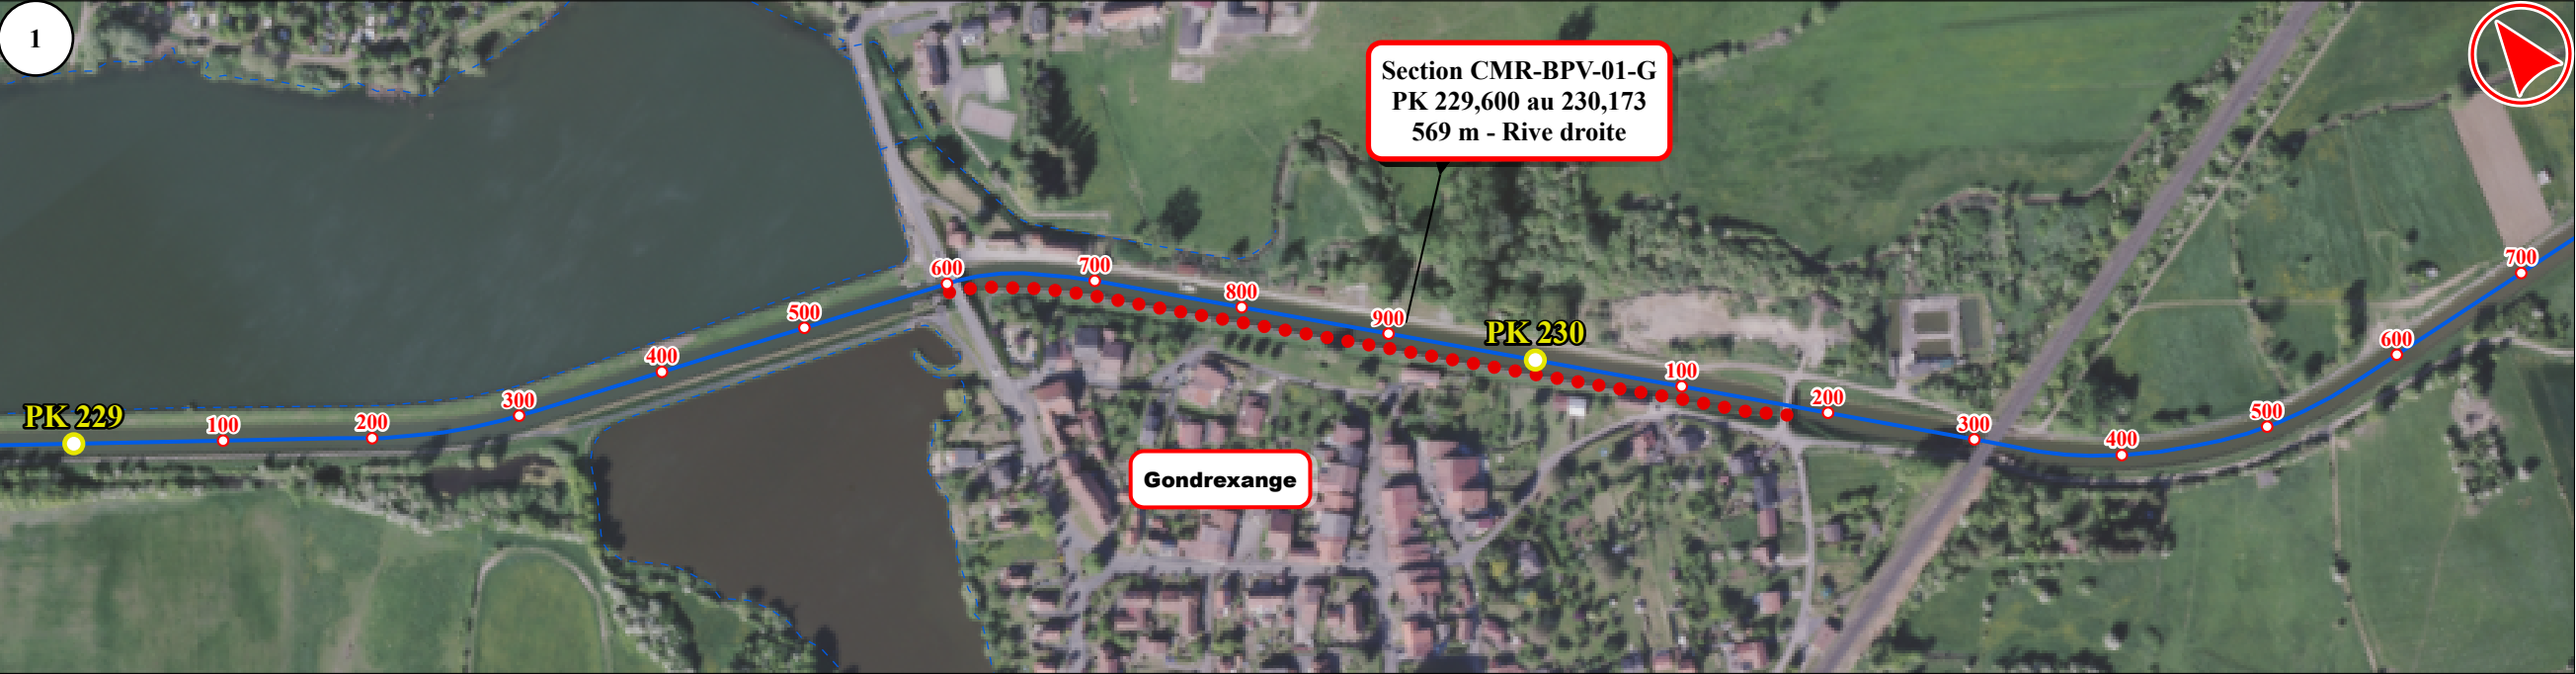 1
Section CMR-BPV-01-G
PK 229,600 au 230,173
569 m - Rive droite
PK 229
100
200
300
400
500
600
700
800
900
PK 230
100
200
300
400
500
600
700
Gondrexange